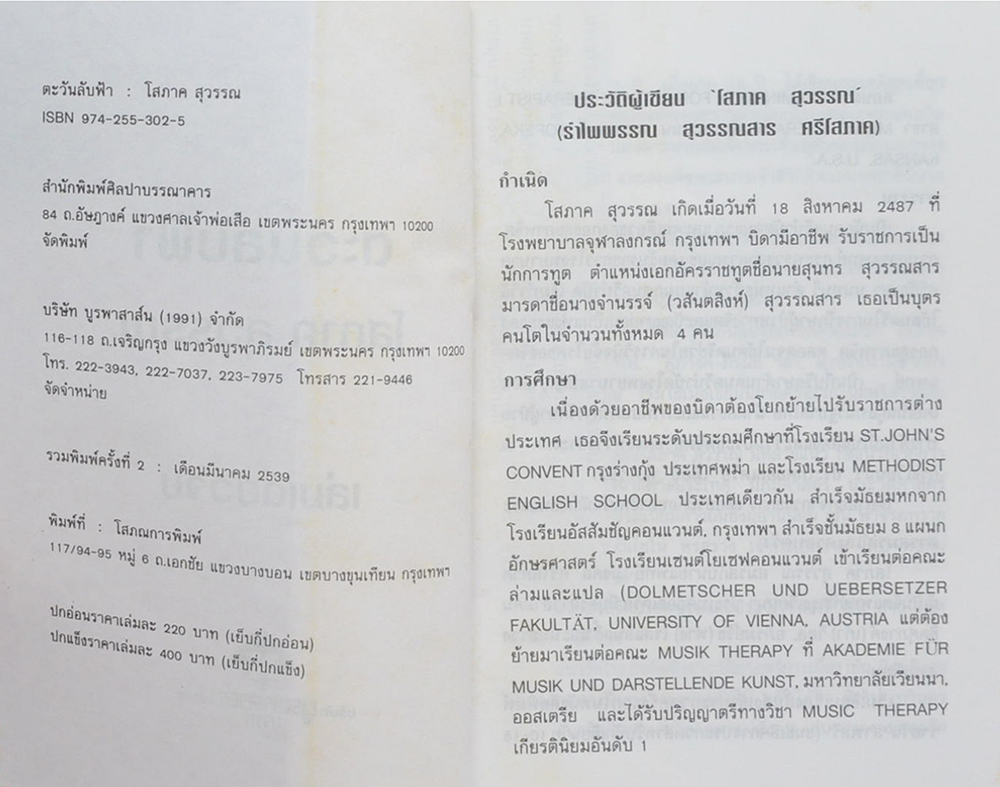 ตะวันลับฟ้า : โสภาค สุวรรณ
ISBN 974-255-302-5
สำนักพิมพ์ศิลปาบรรณาคาร
84 ถ.อัษฎางค์ แขวงศาลเจ้าพ่อเสือ เขตพระนคร กรุงเทพฯ 10200
จัดพิมพ์
บริษัท บูรพาสาส์น (1991) จำกัด
116-118 ถ.เจริญกรุง แขวงวังบูรพาภิรมย์ เขตพระนคร กรุงเทพฯ 10200
โทร. 222-3943, 222-7037, 223-7975 โทรสาร 221-9446
จัดจำหน่าย
รวมพิมพ์ครั้งที่ 2 : เดือนมีนาคม 2539
พิมพ์ที่ : โสภณการพิมพ์
117/94-95 หมู่ 6 ถ.เอกชัย แขวงบางบอน เขตบางขุนเทียน กรุงเทพฯ
ปกอ่อนราคาเล่มละ 220 บาท (เย็บกี่ปกอ่อน)
ปกแข็งราคาเล่มละ 400 บาท (เย็บกี่ปกแข็ง)
ประวัติผู้เขียน "โสภาค สุวรรณ"
(รำไพพรรณ สุวรรณสาร ศรีโสภาค)
กำเนิด
โสภาค สุวรรณ เกิดเมื่อวันที่ 18 สิงหาคม 2487 ที่
โรงพยาบาลจุฬาลงกรณ์ กรุงเทพฯ บิดามีอาชีพ รับราชการเป็น
นักการทูต ตำแหน่งเอกอัครราชทูตชื่อนายสุนทร สุวรรณสาร
มารดาชื่อนางจำนรรจ์ (วสันตสิงห์) สุวรรณสาร เธอเป็นบุตร
คนโตในจำนวนทั้งหมด 4 คน
การศึกษา
เนื่องด้วยอาชีพของบิดาต้องโยกย้ายไปรับราชการต่าง
ประเทศ เธอจึงเรียนระดับประถมศึกษาที่โรงเรียน ST.JOHN'S
CONVENT กรุงร่างกุ้ง ประเทศพม่า และโรงเรียน METHODIST
ENGLISH SCHOOL ประเทศเดียวกัน สำเร็จมัธยมหกจาก
โรงเรียนอัสสัมชัญคอนแวนต์, กรุงเทพฯ สำเร็จชั้นมัธยม 8 แผนก
อักษรศาสตร์ โรงเรียนเซนต์โยเซฟคอนแวนต์ เข้าเรียนต่อคณะ
ล่ามและแปล (DOLMETSCHER UND UEBERSETZER
FAKULTÄT, UNIVERSITY OF VIENNA, AUSTRIA แต่ต้อง
ย้ายมาเรียนต่อคณะ MUSIK THERAPY ที่ AKADEMIE FÜR
MUSIK UND DARSTELLENDE KUNST, มหาวิทยาลัยเวียนนา,
ออสเตรีย และได้รับปริญญาตรีทางวิชา MUSIC THERAPY
เกียรตินิยมอันดับ 1